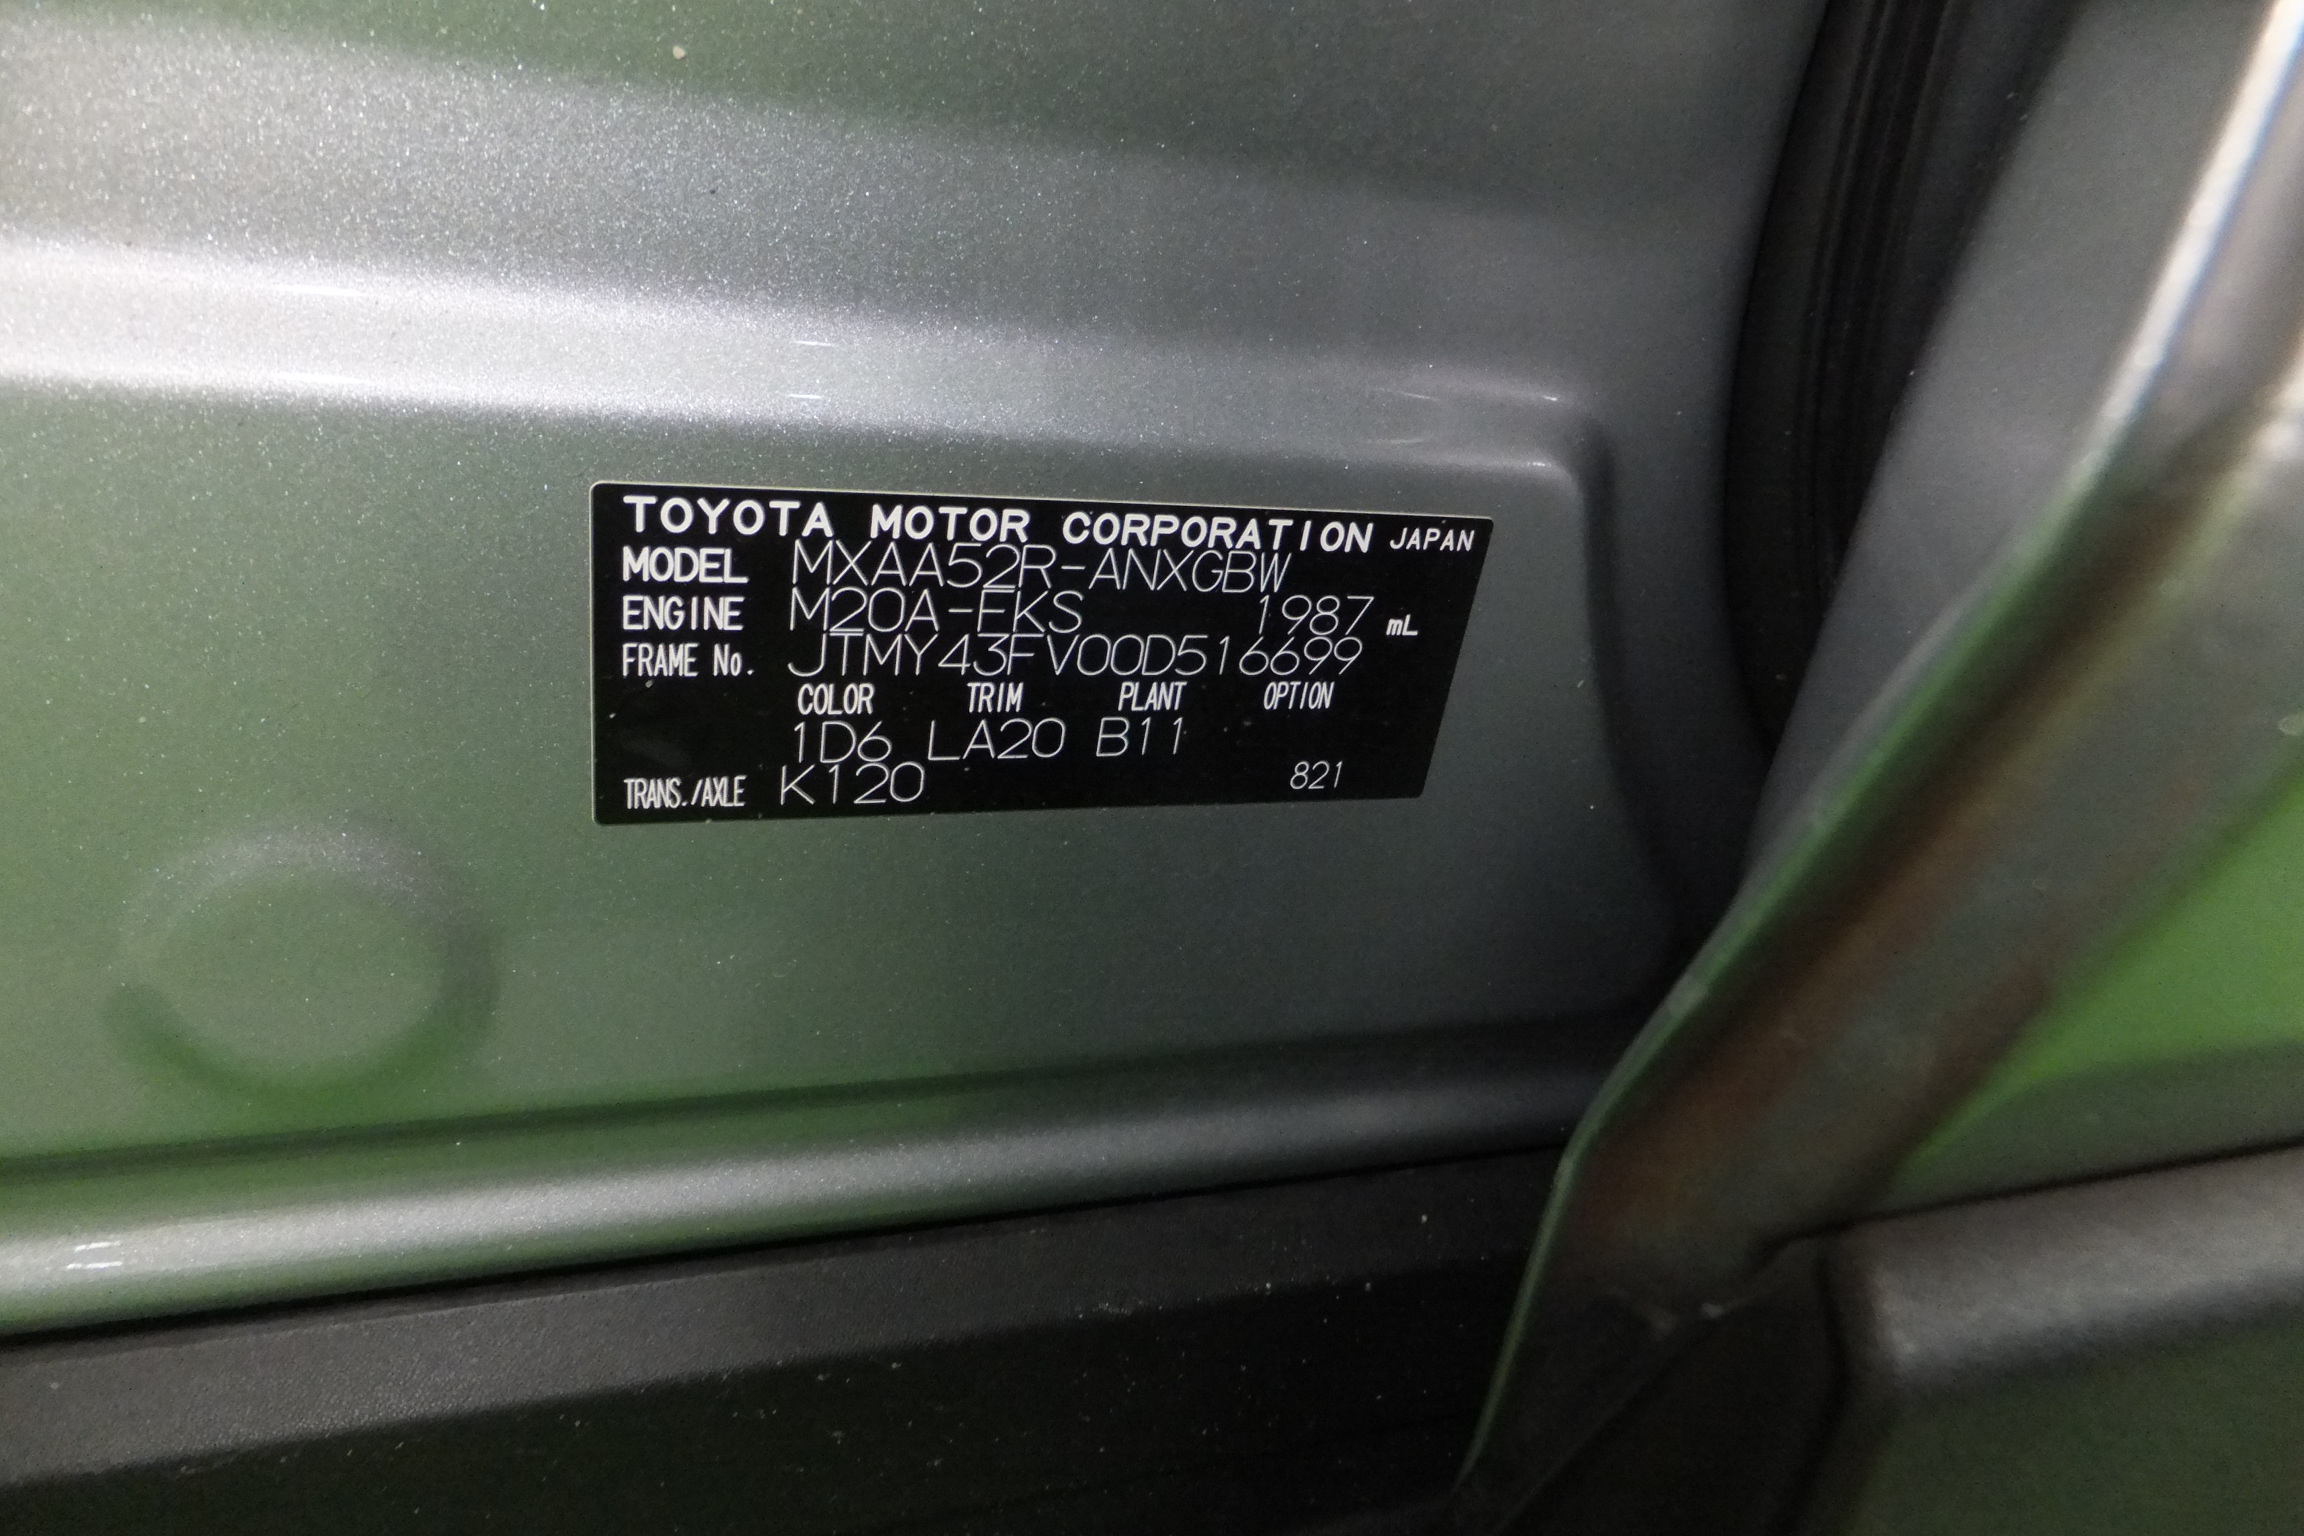 TOYOTA MOTOR CORPORATION JAPAN
MODEL MXAA52R-ANXGBW
ENGINE M20A-FKS 1987 mL
FRAME No. JTMY43FV00D516699
COLOR TRIM PLANT OPTION
1D6 LA20 B11
TRANS./AXLE K120 821